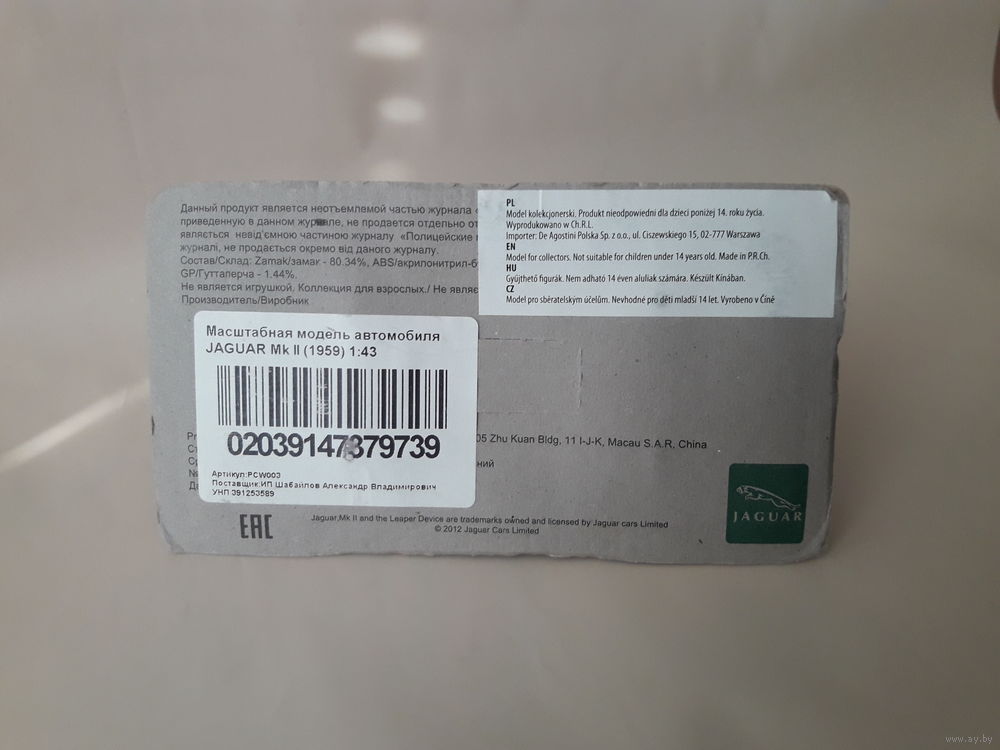 Данный продукт является неотъемлемой частью журнала
приведенную в данном журнале, не продается отдельно от
является невід'ємною частиною журналу «Полицейские
журналі, не продається окремо від даного журналу.
Состав/Склад: Zamak/замак - 80.34%, ABS/акрилонитрил-б
GP/Гуттаперча - 1.44%.
Не является игрушкой. Коллекция для взрослых./ Не являє
Производитель/Виробник
PL
Model kolekcjonerski. Produkt nieodpowiedni dla dzieci poniżej 14. roku życia.
Wyprodukowano w Ch.R.L.
Importer: De Agostini Polska Sp. z o.o., ul. Ciszewskiego 15, 02-777 Warszawa
EN
Model for collectors. Not suitable for children under 14 years old. Made in P.R.Ch.
HU
Gyűjthető figurák. Nem adható 14 éven aluliak számára. Készült Kínában.
CZ
Model pro sběratelským účelům. Nevhodné pro děti mladší 14 let. Vyrobeno v Číně
Масштабная модель автомобиля
JAGUAR Mk II (1959) 1:43
02039147379739
Артикул:PCW003
Поставщик:ИП Шабайлов Александр Владимирович
УНП 391253589
05 Zhu Kuan Bldg, 11 I-J-K, Macau S.A.R, China
ний
EAC
Jaguar,Mk II and the Leaper Device are trademarks owned and licensed by Jaguar cars Limited
© 2012 Jaguar Cars Limited
JAGUAR
www.ay.by